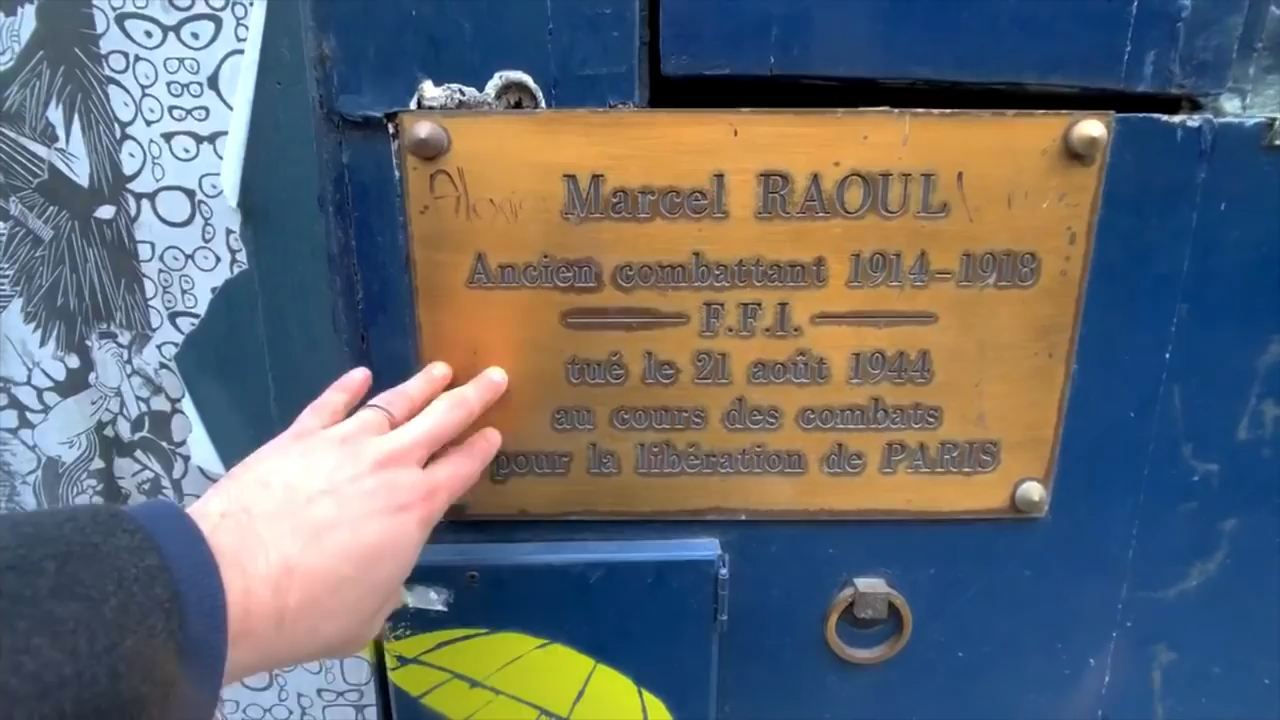 Marcel RAOUL
Ancien combattant 1914-1918
F.F.I.
tué le 21 août 1944
au cours des combats
pour la libération de PARIS